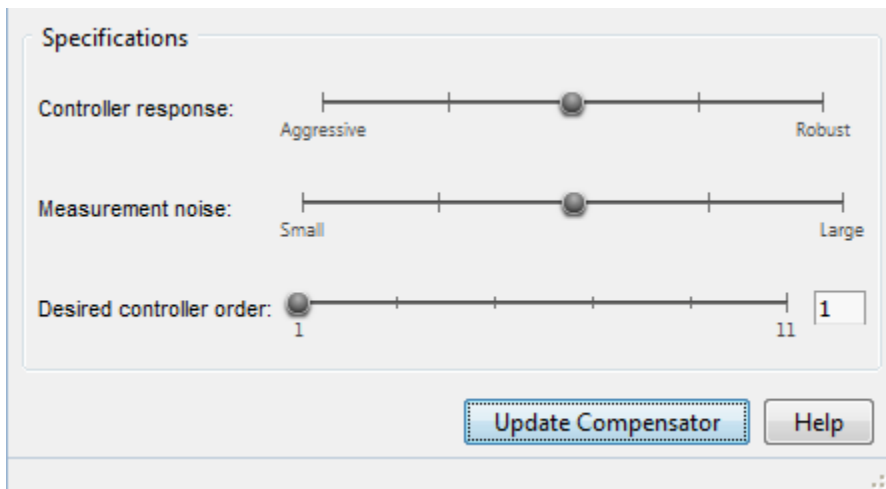 Specifications
Controller response:
Aggressive Robust
Measurement noise:
Small Large
Desired controller order: 1
1 11
Update Compensator Help